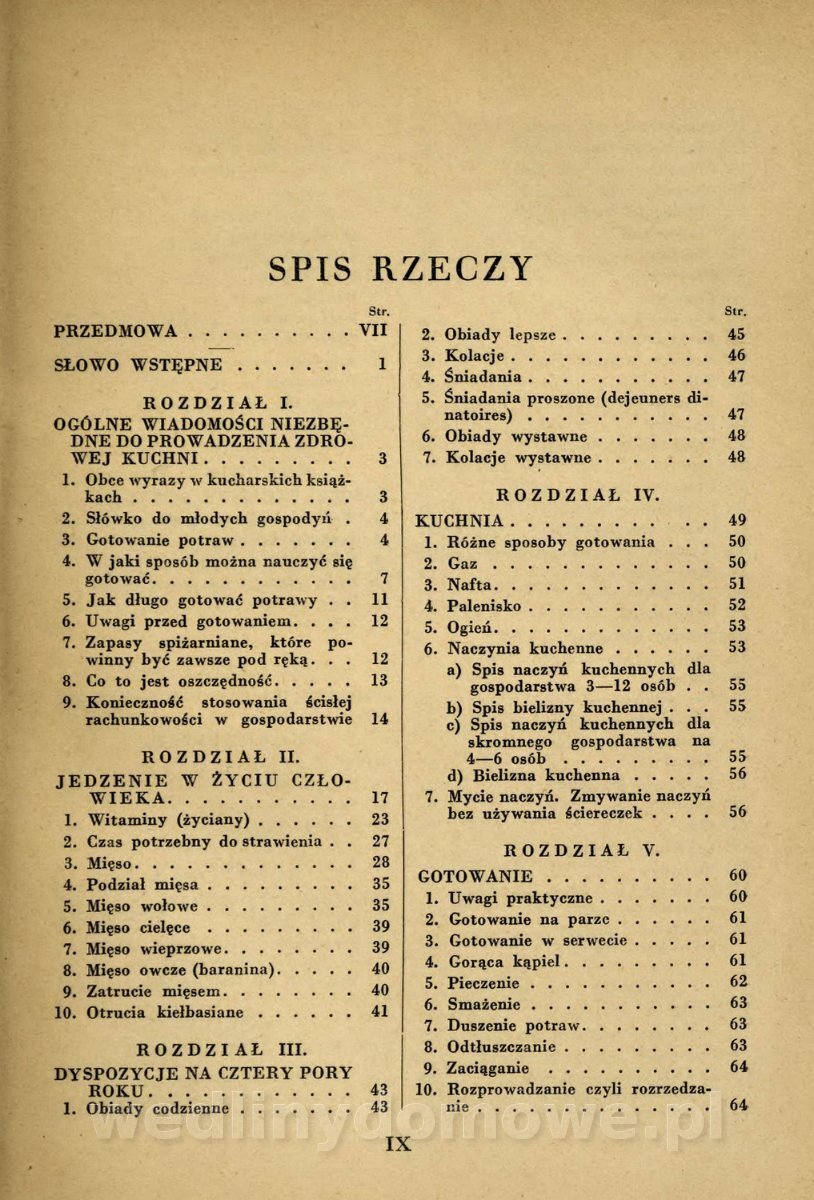 SPIS RZECZY
Str.
PRZEDMOWA . . . . . . . . . . VII
SŁOWO WSTĘPNE . . . . . . . 1
ROZDZIAŁ I.
OGÓLNE WIADOMOŚCI NIEZBĘ-
DNE DO PROWADZENIA ZDRO-
WEJ KUCHNI . . . . . . . . . 3
1. Obce wyrazy w kucharskich książ-
kach . . . . . . . . . . . . . 3
2. Słówko do młodych gospodyń . 4
3. Gotowanie potraw . . . . . . . 4
4. W jaki sposób można nauczyć się
gotować . . . . . . . . . . . . 7
5. Jak długo gotować potrawy . . 11
6. Uwagi przed gotowaniem . . . . 12
7. Zapasy spiżarniane, które po-
winny być zawsze pod ręką . . . 12
8. Co to jest oszczędność . . . . . 13
9. Konieczność stosowania ścisłej
rachunkowości w gospodarstwie 14
ROZDZIAŁ II.
JEDZENIE W ŻYCIU CZŁO-
WIEKA . . . . . . . . . . . 17
1. Witaminy (życiany) . . . . . . 23
2. Czas potrzebny do strawienia . . 27
3. Mięso . . . . . . . . . . . . . 28
4. Podział mięsa . . . . . . . . . 35
5. Mięso wołowe . . . . . . . . . 35
6. Mięso cielęce . . . . . . . . . 39
7. Mięso wieprzowe . . . . . . . . 39
8. Mięso owcze (baranina) . . . . . 40
9. Zatrucie mięsem . . . . . . . . 40
10. Otrucia kiełbasiane . . . . . . 41
ROZDZIAŁ III.
DYSPOZYCJE NA CZTERY PORY
ROKU . . . . . . . . . . . . 43
1. Obiady codzienne . . . . . . . 43
Str.
2. Obiady lepsze . . . . . . . . . 45
3. Kolacje . . . . . . . . . . . . 46
4. Śniadania . . . . . . . . . . . 47
5. Śniadania proszone (dejeuners di-
natoires) . . . . . . . . . . . 47
6. Obiady wystawne . . . . . . . 48
7. Kolacje wystawne . . . . . . . 48
ROZDZIAŁ IV.
KUCHNIA . . . . . . . . . . . 49
1. Różne sposoby gotowania . . . 50
2. Gaz . . . . . . . . . . . . . 50
3. Nafta . . . . . . . . . . . . . 51
4. Palenisko . . . . . . . . . . . 52
5. Ogień . . . . . . . . . . . . . 53
6. Naczynia kuchenne . . . . . . 53
a) Spis naczyń kuchennych dla
gospodarstwa 3—12 osób . . 55
b) Spis bielizny kuchennej . . . 55
c) Spis naczyń kuchennych dla
skromnego gospodarstwa na
4—6 osób . . . . . . . . . 55
d) Bielizna kuchenna . . . . . 56
7. Mycie naczyń. Zmywanie naczyń
bez używania ściereczek . . . . 56
ROZDZIAŁ V.
GOTOWANIE . . . . . . . . . . 60
1. Uwagi praktyczne . . . . . . . 60
2. Gotowanie na parze . . . . . . 61
3. Gotowanie w serwecie . . . . . 61
4. Gorąca kąpiel . . . . . . . . . 61
5. Pieczenie . . . . . . . . . . . 62
6. Smażenie . . . . . . . . . . . 63
7. Duszenie potraw . . . . . . . . 63
8. Odtłuszczanie . . . . . . . . . 63
9. Zaciąganie . . . . . . . . . . 64
10. Rozprowadzanie czyli rozrzedza-
nie . . . . . . . . . . . . . . 64
wedlinydomowe.pl
IX